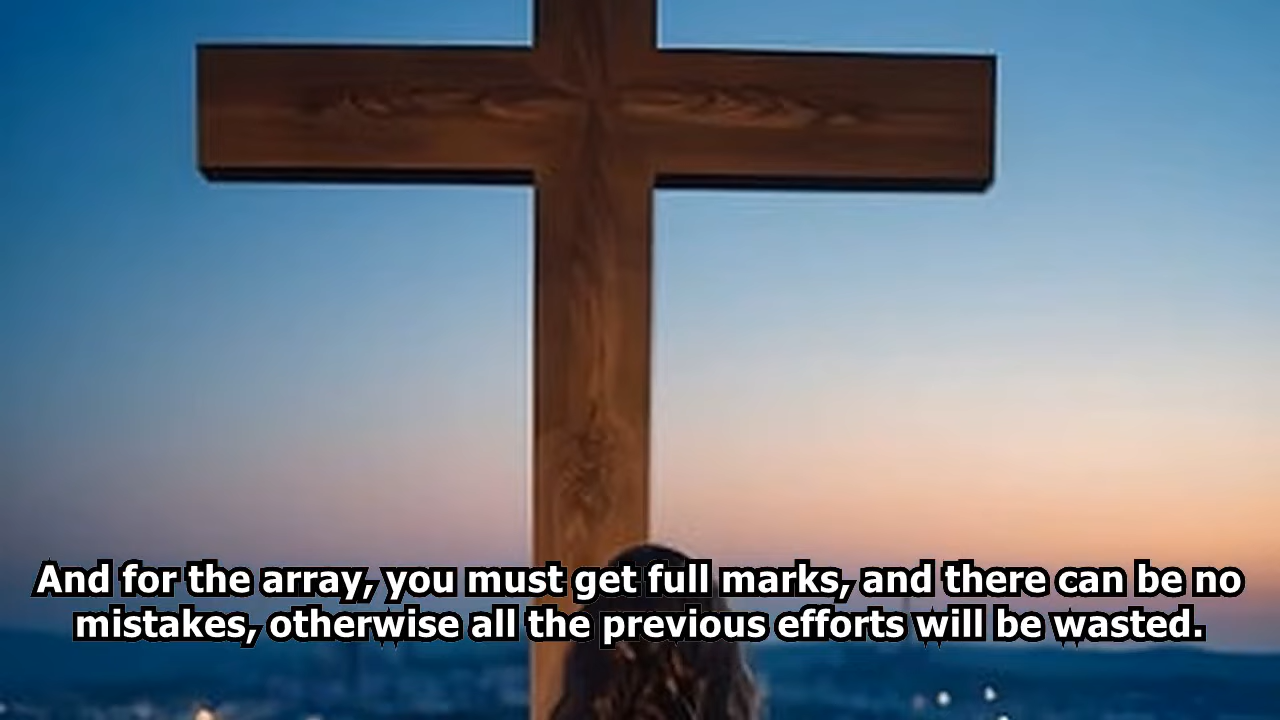 And for the array, you must get full marks, and there can be no
mistakes, otherwise all the previous efforts will be wasted.